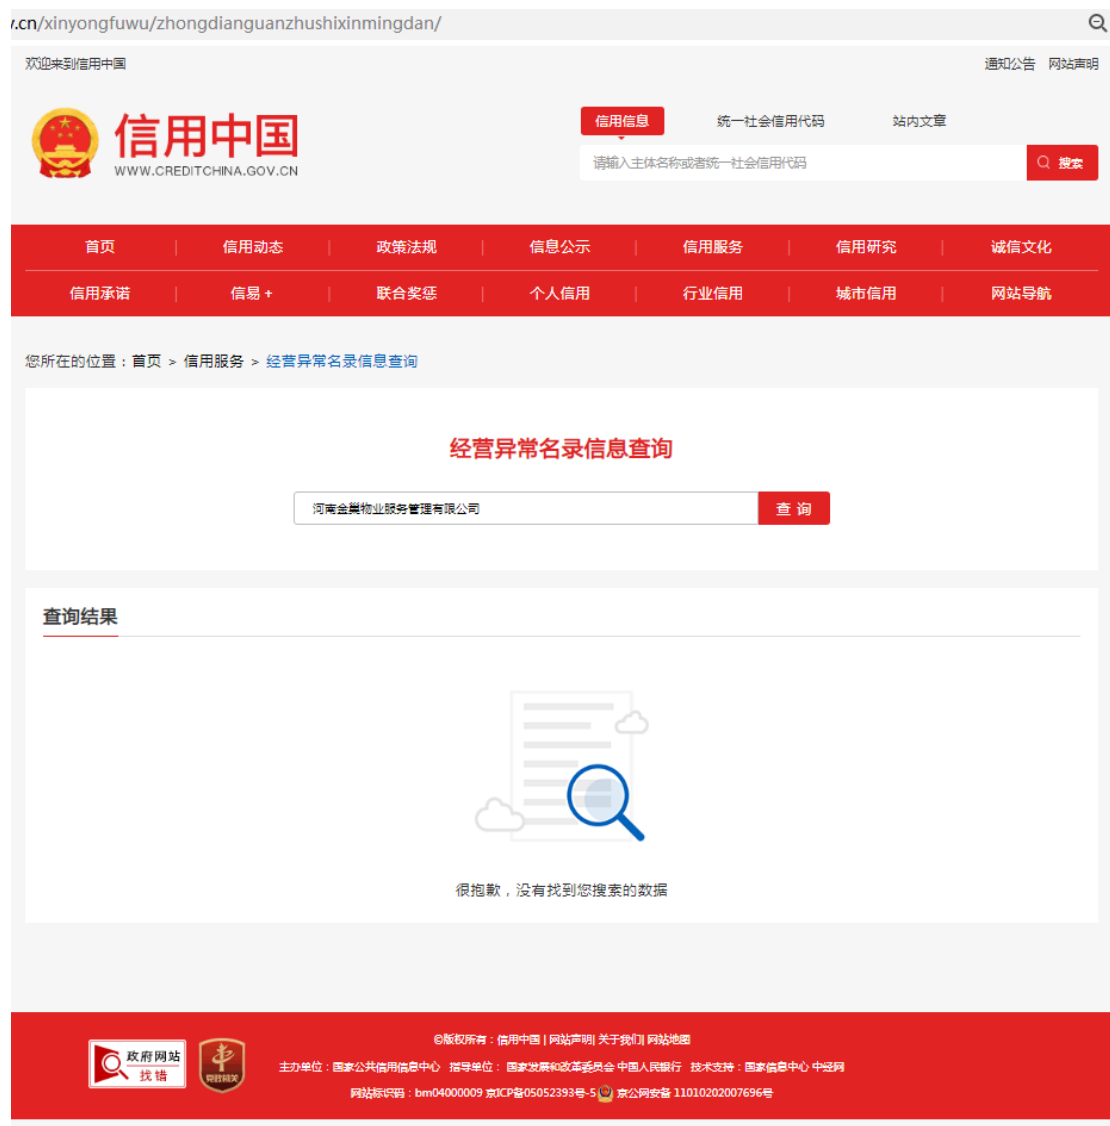 .cn/xinyongfuwu/zhongdianguanzhushixinmingdan/
欢迎来到信用中国
通知公告 网站声明
信用中国
WWW.CREDITCHINA.GOV.CN
信用信息 统一社会信用代码 站内文章
请输入主体名称或者统一社会信用代码 搜索
首页 信用动态 政策法规 信息公示 信用服务 信用研究 诚信文化
信用承诺 信易+ 联合奖惩 个人信用 行业信用 城市信用 网站导航
您所在的位置：首页 > 信用服务 > 经营异常名录信息查询
经营异常名录信息查询
河南金巢物业服务管理有限公司 查 询
查询结果
很抱歉，没有找到您搜索的数据
政府网站
找错
党政机关
©版权所有：信用中国 | 网站声明| 关于我们| 网站地图
主办单位：国家公共信用信息中心 指导单位： 国家发展和改革委员会 中国人民银行 技术支持：国家信息中心 中经网
网站标识码：bm04000009 京ICP备05052393号-5 京公网安备 11010202007696号